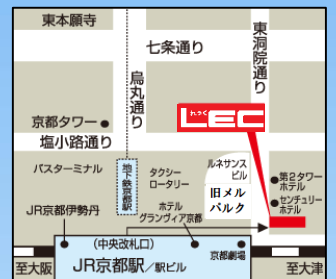 東本願寺
七条通り
東洞院通り
烏丸通り
れっく
LEC
京都タワー
塩小路通り
バスターミナル
地下鉄京都駅
タクシー
ロータリー
ルネサンス
ビル
旧メル
パルク
第2タワー
ホテル
センチュリー
ホテル
JR京都伊勢丹
ホテル
グランヴィア京都
(中央改札口)
京都劇場
至大阪
JR京都駅/駅ビル
至大津